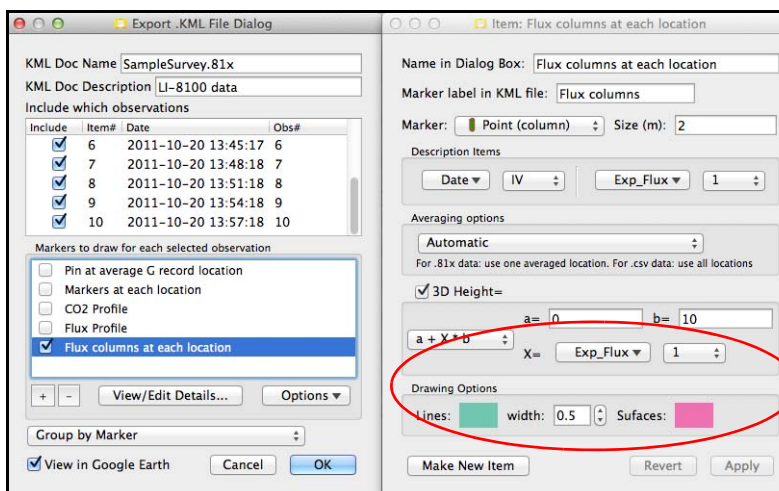 Export .KML File Dialog
KML Doc Name SampleSurvey.81x
KML Doc Description LI-8100 data
Include which observations
Include Item# Date Obs#
6 2011-10-20 13:45:17 6
7 2011-10-20 13:48:18 7
8 2011-10-20 13:51:18 8
9 2011-10-20 13:54:18 9
10 2011-10-20 13:57:18 10
Markers to draw for each selected observation
Pin at average G record location
Markers at each location
CO2 Profile
Flux Profile
Flux columns at each location
+ - View/Edit Details... Options
Group by Marker
View in Google Earth Cancel OK
Item: Flux columns at each location
Name in Dialog Box: Flux columns at each location
Marker label in KML file: Flux columns
Marker: Point (column) Size (m): 2
Description Items
Date IV Exp_Flux 1
Averaging options
Automatic
For .81x data: use one averaged location. For .csv data: use all locations
3D Height=
a= 0 b= 10
a + X * b
X= Exp_Flux 1
Drawing Options
Lines: width: 0.5 Sufaces:
Make New Item Revert Apply